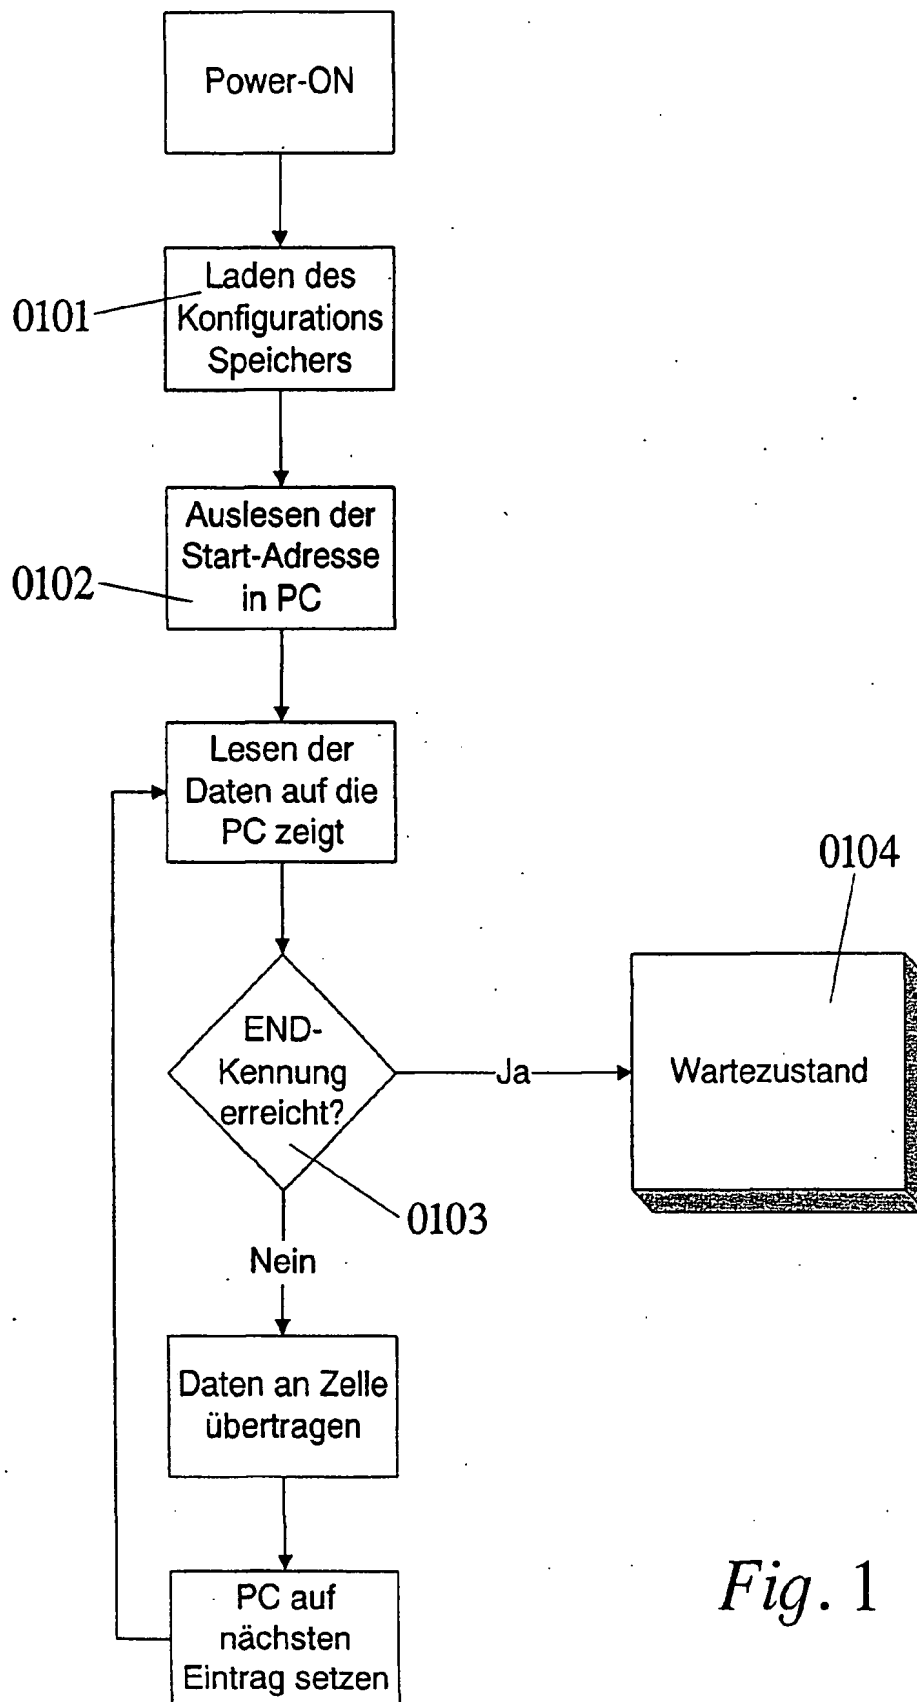 Power-ON
0101
Laden des
Konfigurations
Speichers
0102
Auslesen der
Start-Adresse
in PC
Lesen der
Daten auf die
PC zeigt
0104
END-
Kennung
erreicht?
Ja
Wartezustand
0103
Nein
Daten an Zelle
übertragen
PC auf
nächsten
Eintrag setzen
Fig. 1